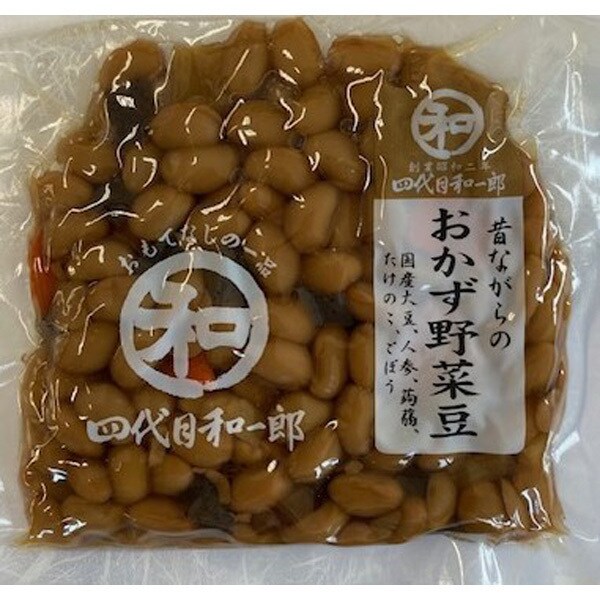 和
創業昭和二年
四代目和一郎
昔ながらの
おかず野菜豆
国産大豆、人参、蒟蒻、
たけのこ、ごぼう
おもてなしの一品
和
四代目和一郎